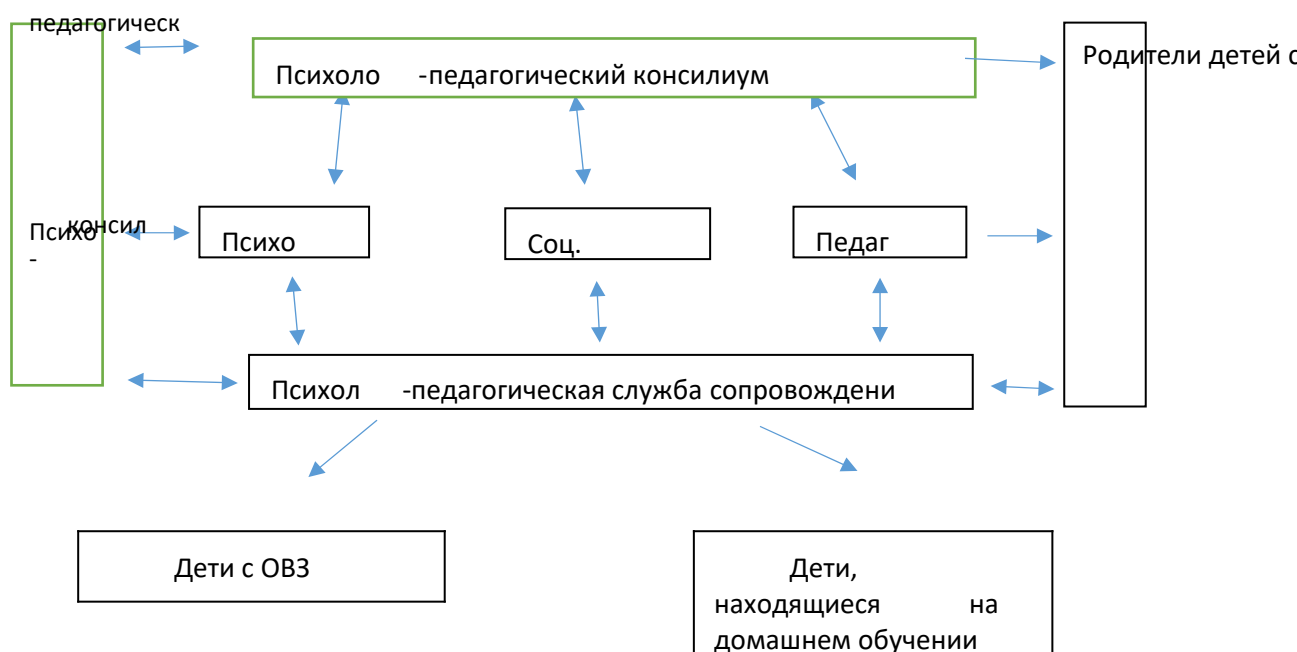 педагогическ
Психоло -педагогический консилиум
Родители детей с
консил
Психо
-
Психо
Соц.
Педаг
Психол -педагогическая служба сопровождени
Дети с ОВЗ
Дети,
находящиеся на
домашнем обучении